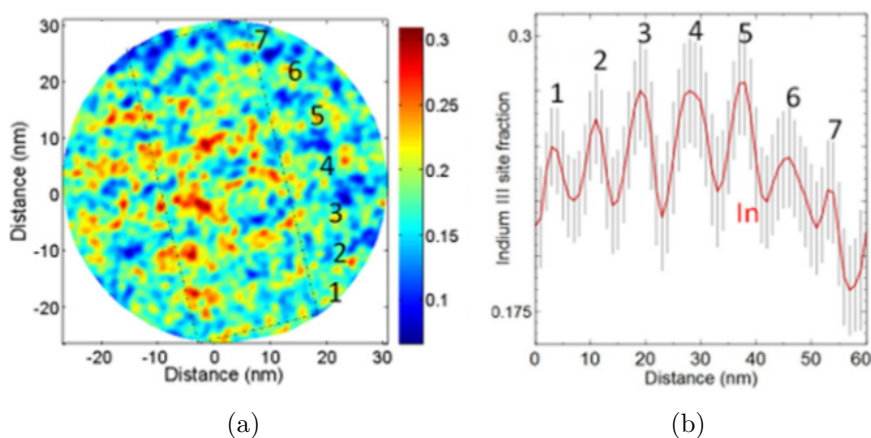 30
20
10
0
-10
-20
Distance (nm)
-20 -10 0 10 20 30
Distance (nm)
7
6
5
4
3
2
1
0.3
0.25
0.2
0.15
0.1
(a)
0.3
0.175
Indium III site fraction
1 2 3 4 5 6 7
In
0 10 20 30 40 50 60
Distance (nm)
(b)